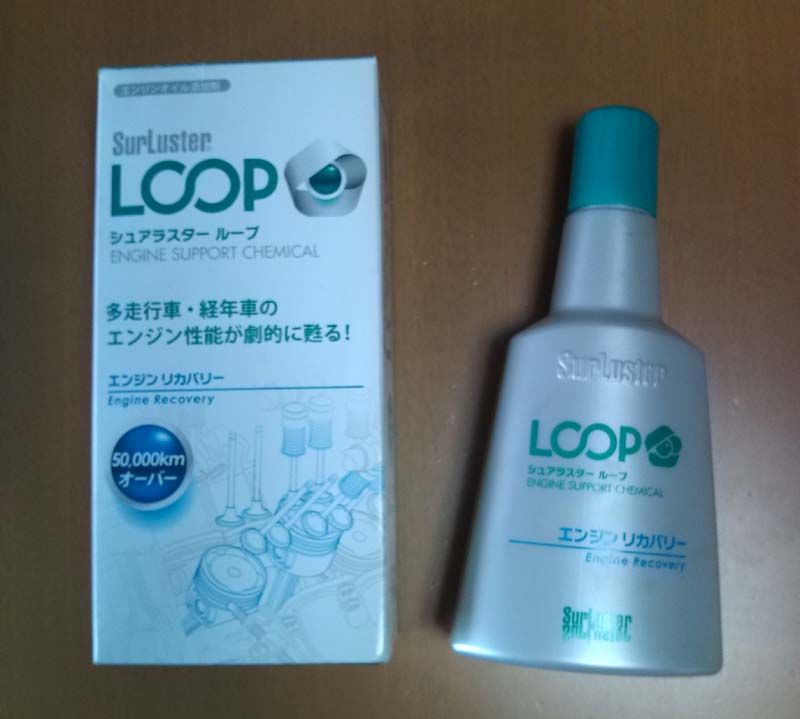 エンジンオイル添加剤
SurLuster
LOOP
シュアラスター ループ
ENGINE SUPPORT CHEMICAL
多走行車・経年車の
エンジン性能が劇的に甦る!
エンジン リカバリー
Engine Recovery
50,000km
オーバー
SurLuster
LOOP
シュアラスター ループ
ENGINE SUPPORT CHEMICAL
エンジン リカバリー
Engine Recovery
SurLuster